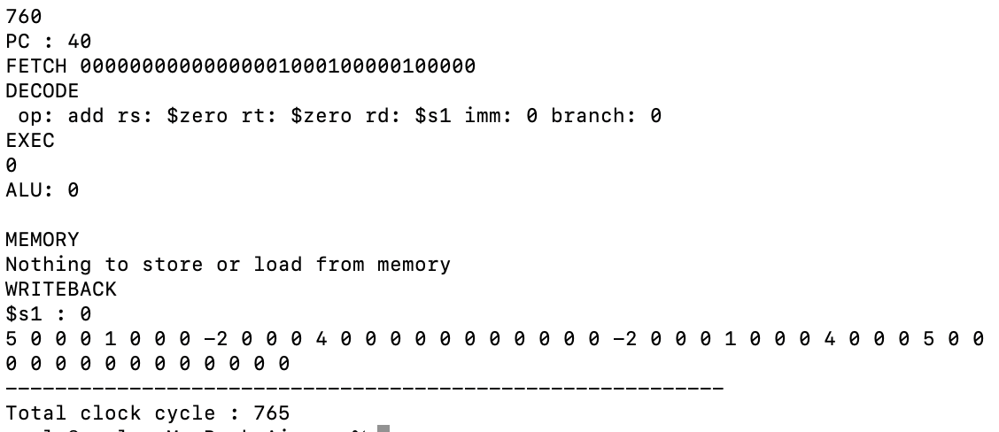 760
PC : 40
FETCH 00000000000000001000100000100000
DECODE
op: add rs: $zero rt: $zero rd: $s1 imm: 0 branch: 0
EXEC
0
ALU: 0
MEMORY
Nothing to store or load from memory
WRITEBACK
$s1 : 0
5 0 0 0 1 0 0 0 -2 0 0 0 4 0 0 0 0 0 0 0 0 0 0 0 -2 0 0 0 1 0 0 0 4 0 0 0 5 0 0
0 0 0 0 0 0 0 0 0 0 0 0
----------------------------------------------------------
Total clock cycle : 765